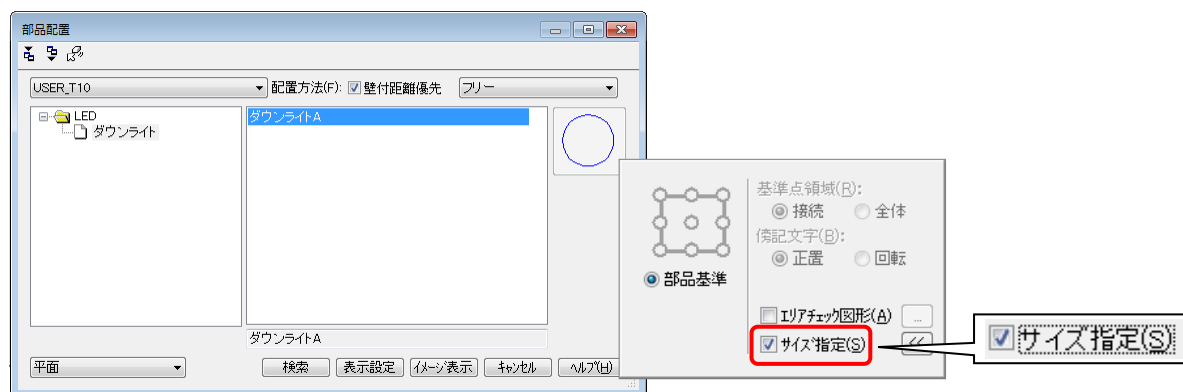 部品配置
USER_T10
配置方法(F):
壁付距離優先
フリー
LED
ダウンライト
ダウンライトA
ダウンライトA
平面
検索
表示設定
イメージ表示
キャンセル
ヘルプ(H)
部品基準
基準点領域(R):
接続 全体
傍記文字(B):
正置 回転
エリアチェック図形(A)
...
サイズ指定(S)
<<
サイズ指定(S)